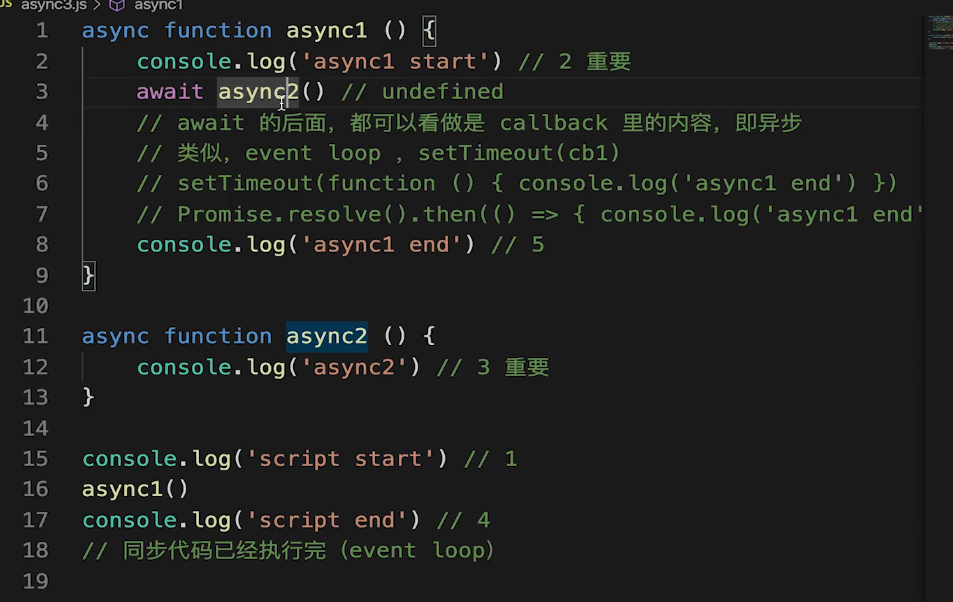 JS async3.js > async1
1 async function async1 () {
2 console.log('async1 start') // 2 重要
3 await async2() // undefined
4 // await 的后面，都可以看做是 callback 里的内容，即异步
5 // 类似，event loop ，setTimeout(cb1)
6 // setTimeout(function () { console.log('async1 end') })
7 // Promise.resolve().then(() => { console.log('async1 end'
8 console.log('async1 end') // 5
9 }
10
11 async function async2 () {
12 console.log('async2') // 3 重要
13 }
14
15 console.log('script start') // 1
16 async1()
17 console.log('script end') // 4
18 // 同步代码已经执行完（event loop）
19